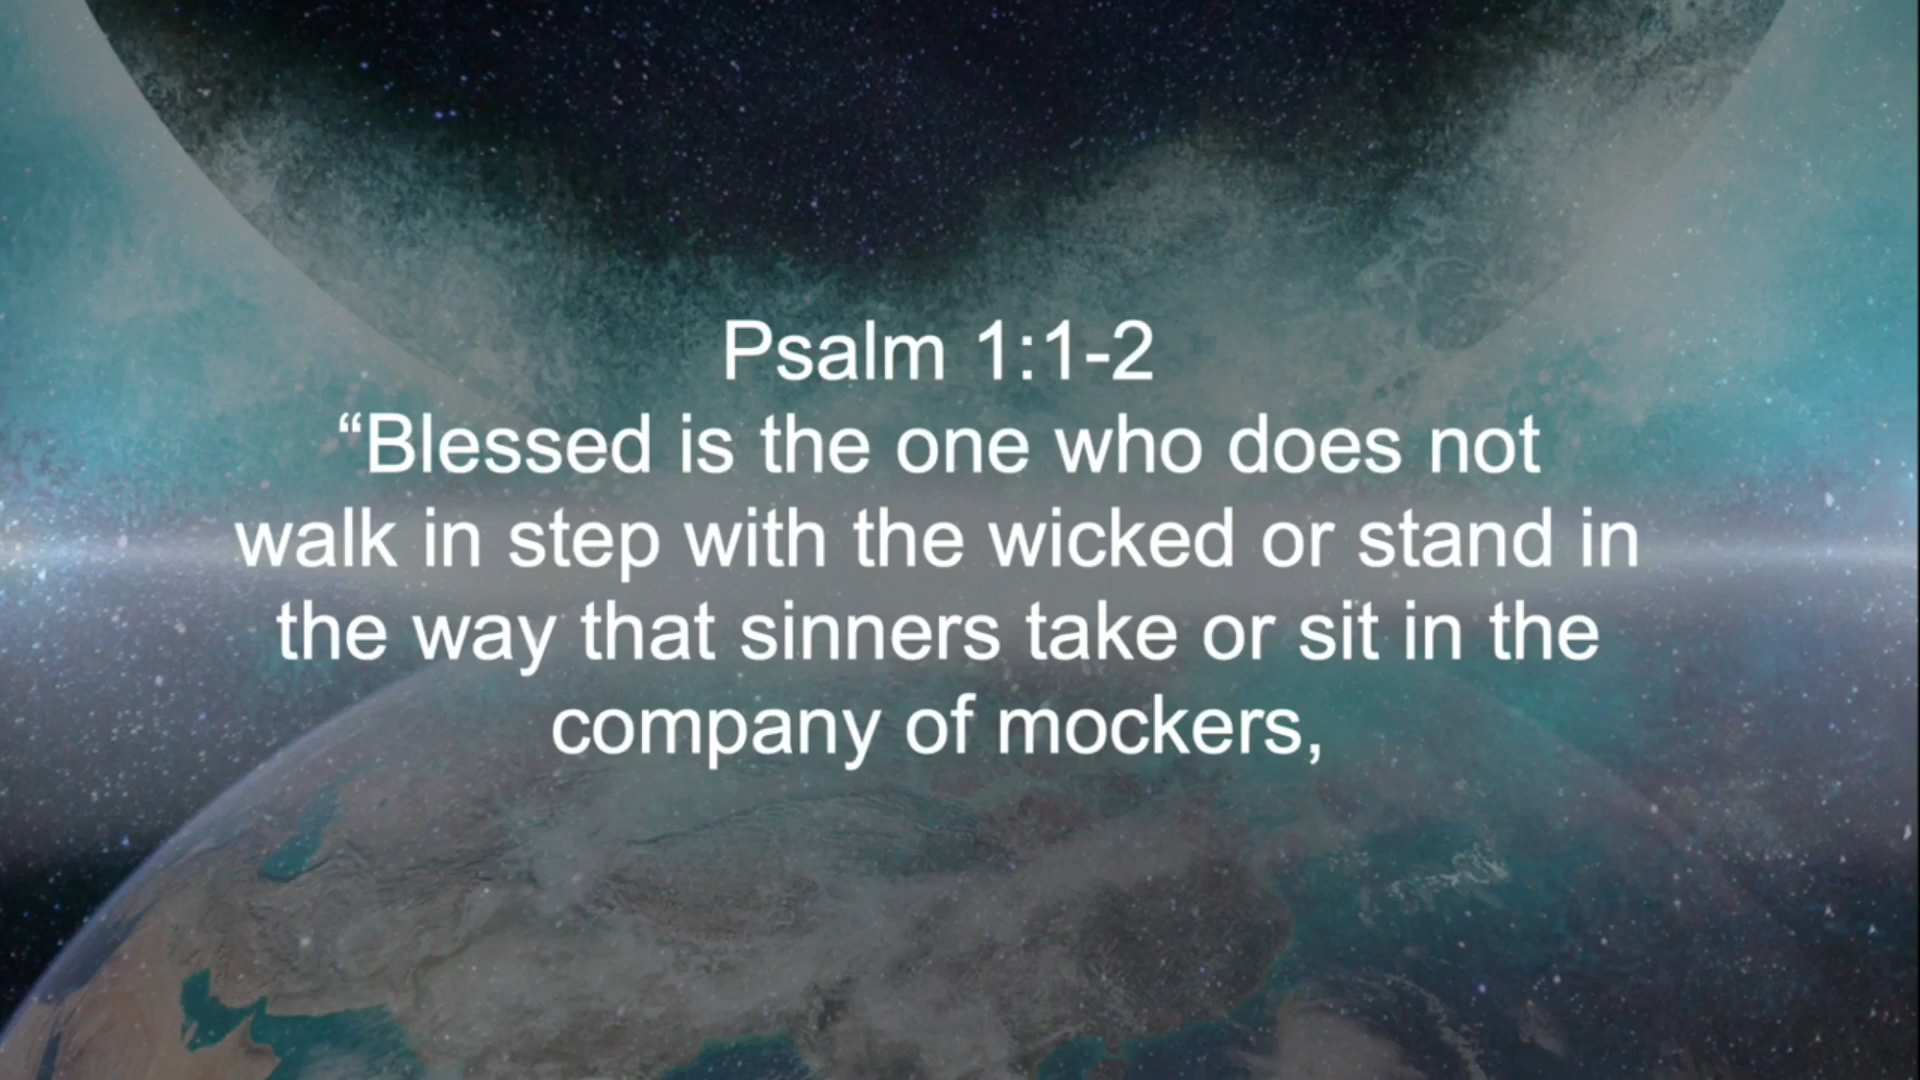 Psalm 1:1-2
“Blessed is the one who does not
walk in step with the wicked or stand in
the way that sinners take or sit in the
company of mockers,